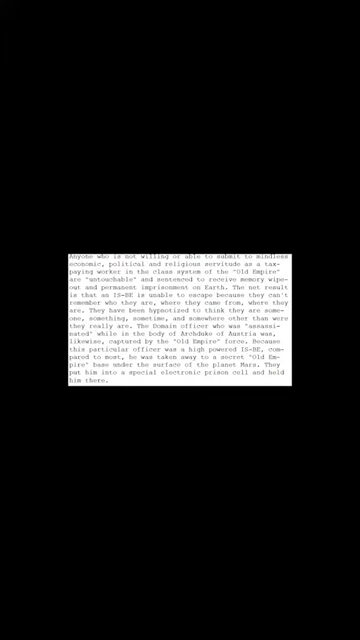 Anyone who is not willing or able to submit to mindless
economic, political and religious servitude as a tax-
paying worker in the class system of the "Old Empire"
are "untouchable" and sentenced to receive memory wipe-
out and permanent imprisonment on Earth. The net result
is that an IS-BE is unable to escape because they can't
remember who they are, where they came from, where they
are. They have been hypnotized to think they are some-
one, something, sometime, and somewhere other than were
they really are. The Domain officer who was "assassi-
nated" while in the body of Archduke of Austria was,
likewise, captured by the "Old Empire" force. Because
this particular officer was a high powered IS-BE, com-
pared to most, he was taken away to a secret "Old Em-
pire" base under the surface of the planet Mars. They
put him into a special electronic prison cell and held
him there.